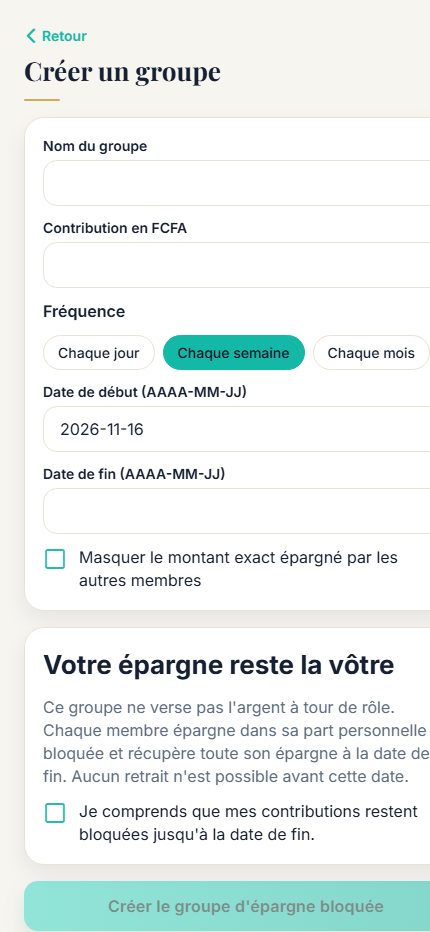 Retour
Créer un groupe
Nom du groupe
Contribution en FCFA
Fréquence
Chaque jour Chaque semaine Chaque mois
Date de début (AAAA-MM-JJ)
2026-11-16
Date de fin (AAAA-MM-JJ)
Masquer le montant exact épargné par les
autres membres
Votre épargne reste la vôtre
Ce groupe ne verse pas l'argent à tour de rôle.
Chaque membre épargne dans sa part personnelle
bloquée et récupère toute son épargne à la date de
fin. Aucun retrait n'est possible avant cette date.
Je comprends que mes contributions restent
bloquées jusqu'à la date de fin.
Créer le groupe d'épargne bloquée